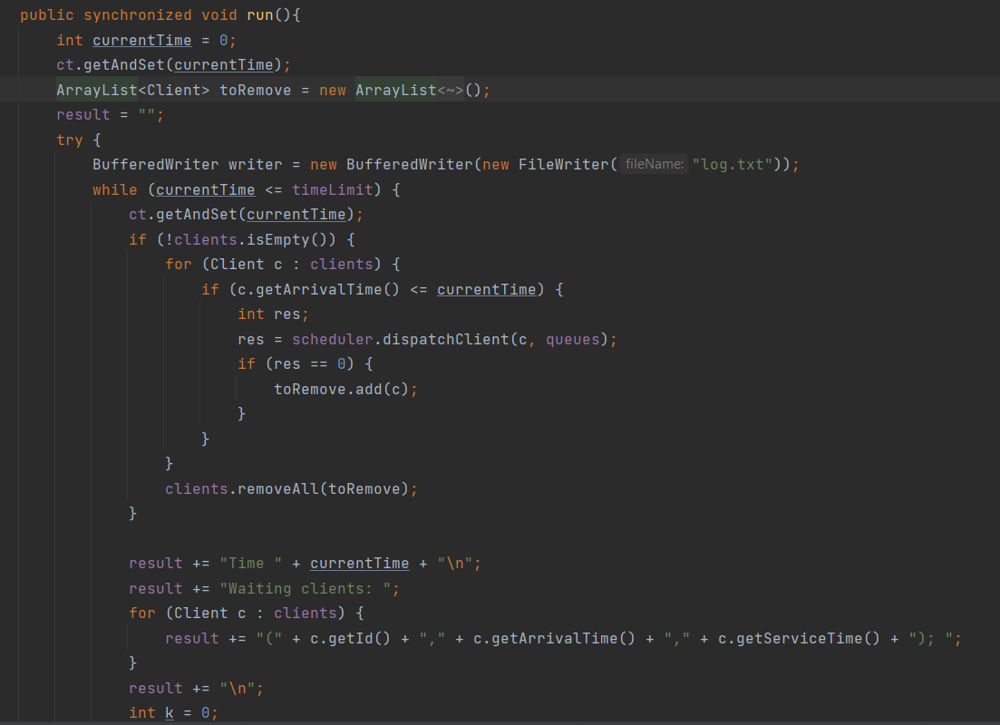 public synchronized void run(){
int currentTime = 0;
ct.getAndSet(currentTime);
ArrayList<Client> toRemove = new ArrayList<~>();
result = "";
try {
BufferedWriter writer = new BufferedWriter(new FileWriter( fileName: "log.txt"));
while (currentTime <= timeLimit) {
ct.getAndSet(currentTime);
if (!clients.isEmpty()) {
for (Client c : clients) {
if (c.getArrivalTime() <= currentTime) {
int res;
res = scheduler.dispatchClient(c, queues);
if (res == 0) {
toRemove.add(c);
}
}
}
clients.removeAll(toRemove);
}
result += "Time " + currentTime + "\n";
result += "Waiting clients: ";
for (Client c : clients) {
result += "(" + c.getId() + "," + c.getArrivalTime() + "," + c.getServiceTime() + "); ";
}
result += "\n";
int k = 0;